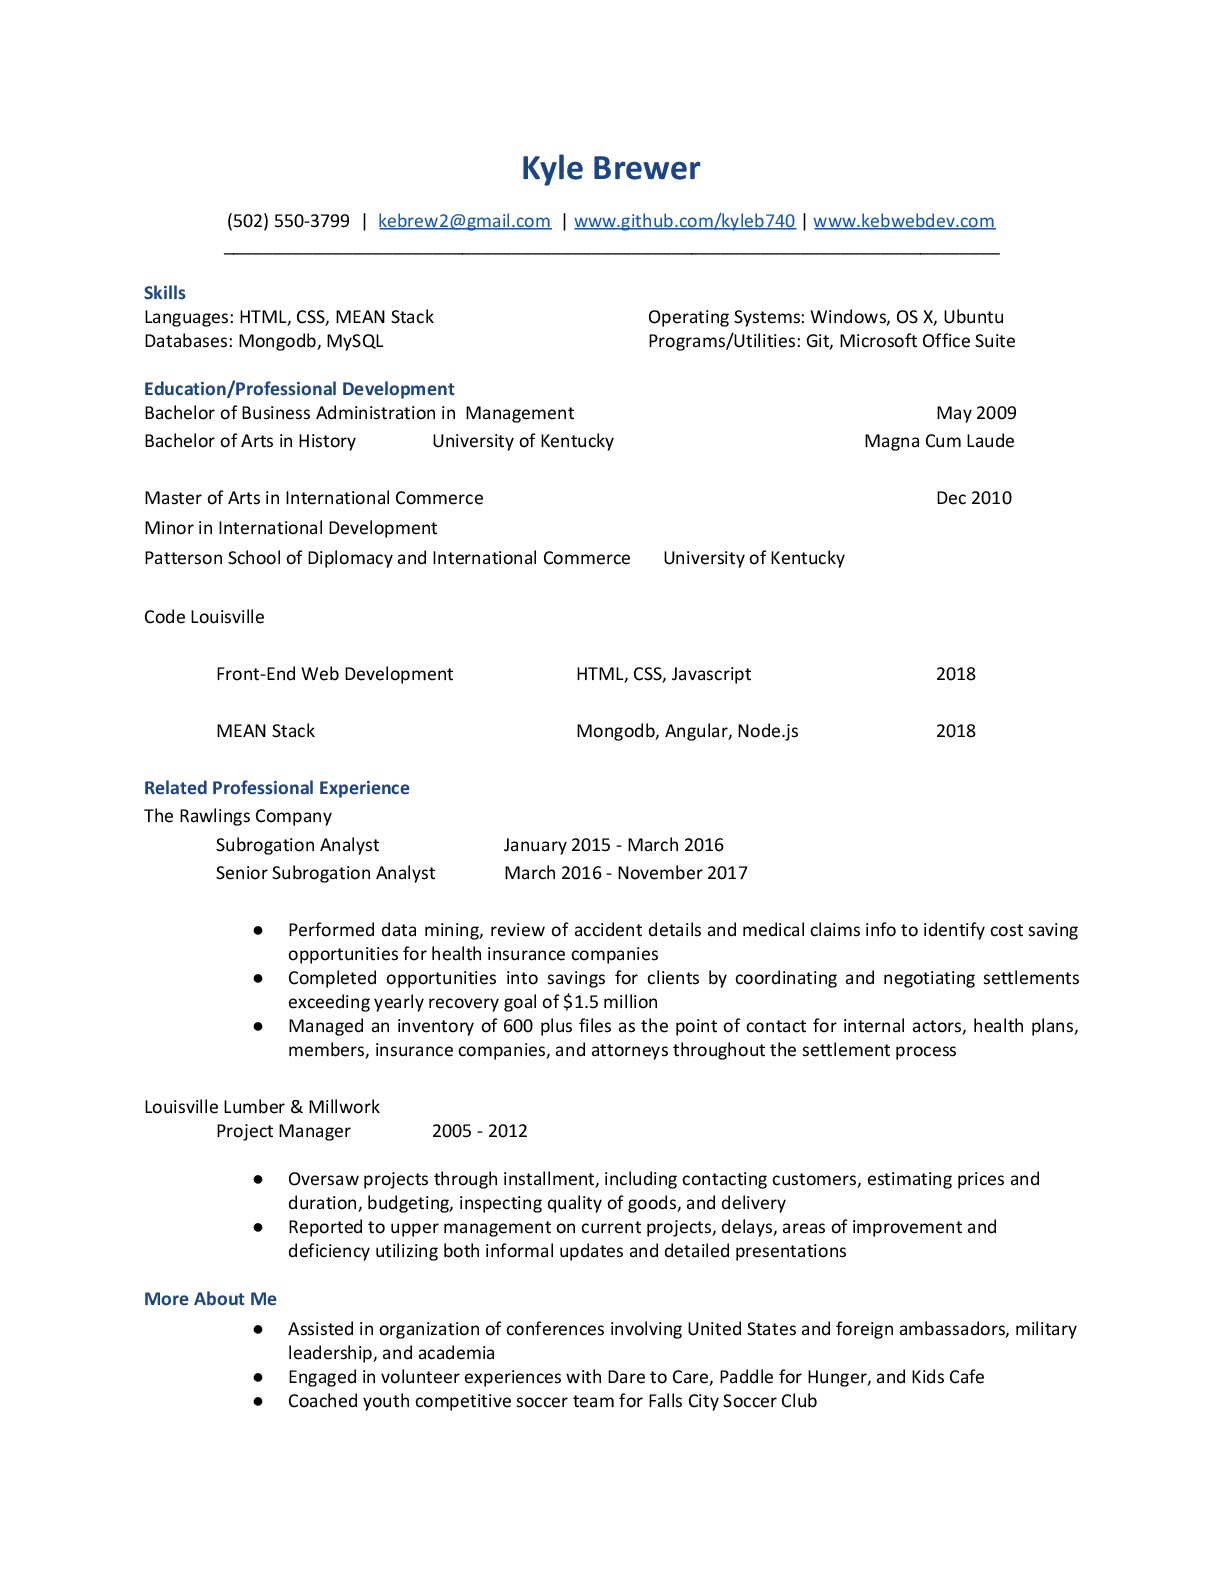 Kyle Brewer
(502) 550-3799 | kebrew2@gmail.com | www.github.com/kyleb740 | www.kebwebdev.com
Skills
Languages: HTML, CSS, MEAN Stack Operating Systems: Windows, OS X, Ubuntu
Databases: Mongodb, MySQL Programs/Utilities: Git, Microsoft Office Suite
Education/Professional Development
Bachelor of Business Administration in Management May 2009
Bachelor of Arts in History University of Kentucky Magna Cum Laude
Master of Arts in International Commerce Dec 2010
Minor in International Development
Patterson School of Diplomacy and International Commerce University of Kentucky
Code Louisville
Front-End Web Development HTML, CSS, Javascript 2018
MEAN Stack Mongodb, Angular, Node.js 2018
Related Professional Experience
The Rawlings Company
Subrogation Analyst January 2015 - March 2016
Senior Subrogation Analyst March 2016 - November 2017
● Performed data mining, review of accident details and medical claims info to identify cost saving
opportunities for health insurance companies
● Completed opportunities into savings for clients by coordinating and negotiating settlements
exceeding yearly recovery goal of $1.5 million
● Managed an inventory of 600 plus files as the point of contact for internal actors, health plans,
members, insurance companies, and attorneys throughout the settlement process
Louisville Lumber & Millwork
Project Manager 2005 - 2012
● Oversaw projects through installment, including contacting customers, estimating prices and
duration, budgeting, inspecting quality of goods, and delivery
● Reported to upper management on current projects, delays, areas of improvement and
deficiency utilizing both informal updates and detailed presentations
More About Me
● Assisted in organization of conferences involving United States and foreign ambassadors, military
leadership, and academia
● Engaged in volunteer experiences with Dare to Care, Paddle for Hunger, and Kids Cafe
● Coached youth competitive soccer team for Falls City Soccer Club